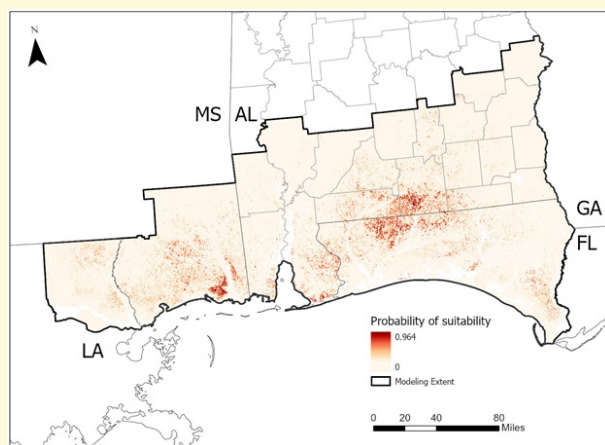 N
MS AL
GA
FL
LA
Probability of suitability
0.964
0
Modeling Extent
0 20 40 80
Miles